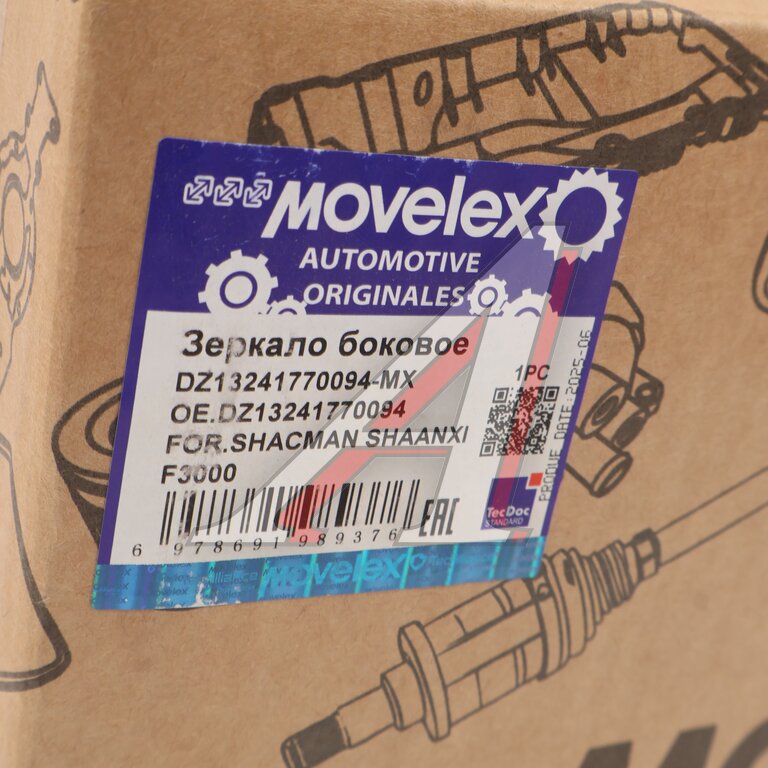 MOVELEX
AUTOMOTIVE
ORIGINALES
Зеркало боковое
DZ13241770094-MX
1PC
OE.DZ13241770094
FOR.SHACMAN SHAANXI
F3000
PRODUE DATE:2025-06
TecDoc
STANDARD
EAC
6 978691 989376
Movelex